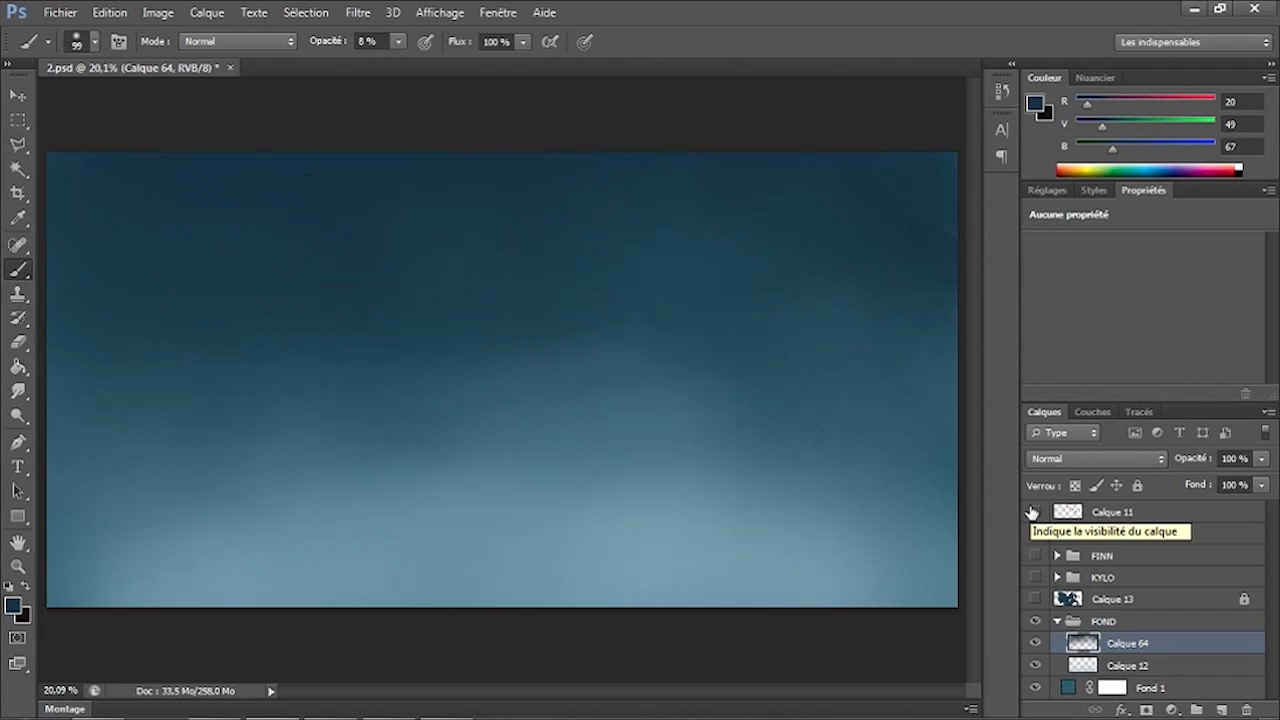 Ps Fichier Edition Image Calque Texte Sélection Filtre 3D Affichage Fenêtre Aide
99 Mode : Normal Opacité : 8 % Flux : 100 % Les indispensables
2.psd @ 20,1% (Calque 64, RVB/8) * ×
Couleur Nuancier
R 20
V 49
B 67
Réglages Styles Propriétés
Aucune propriété
A
T
Calques Couches Tracés
Type T
Normal Opacité : 100 %
Verrou : Fond : 100 %
Calque 11
Indique la visibilité du calque
FINN
KYLO
Calque 13
FOND
Calque 64
Calque 12
Fond 1
fx
20,09 % Doc : 33,5 Mo/258,0 Mo
Montage